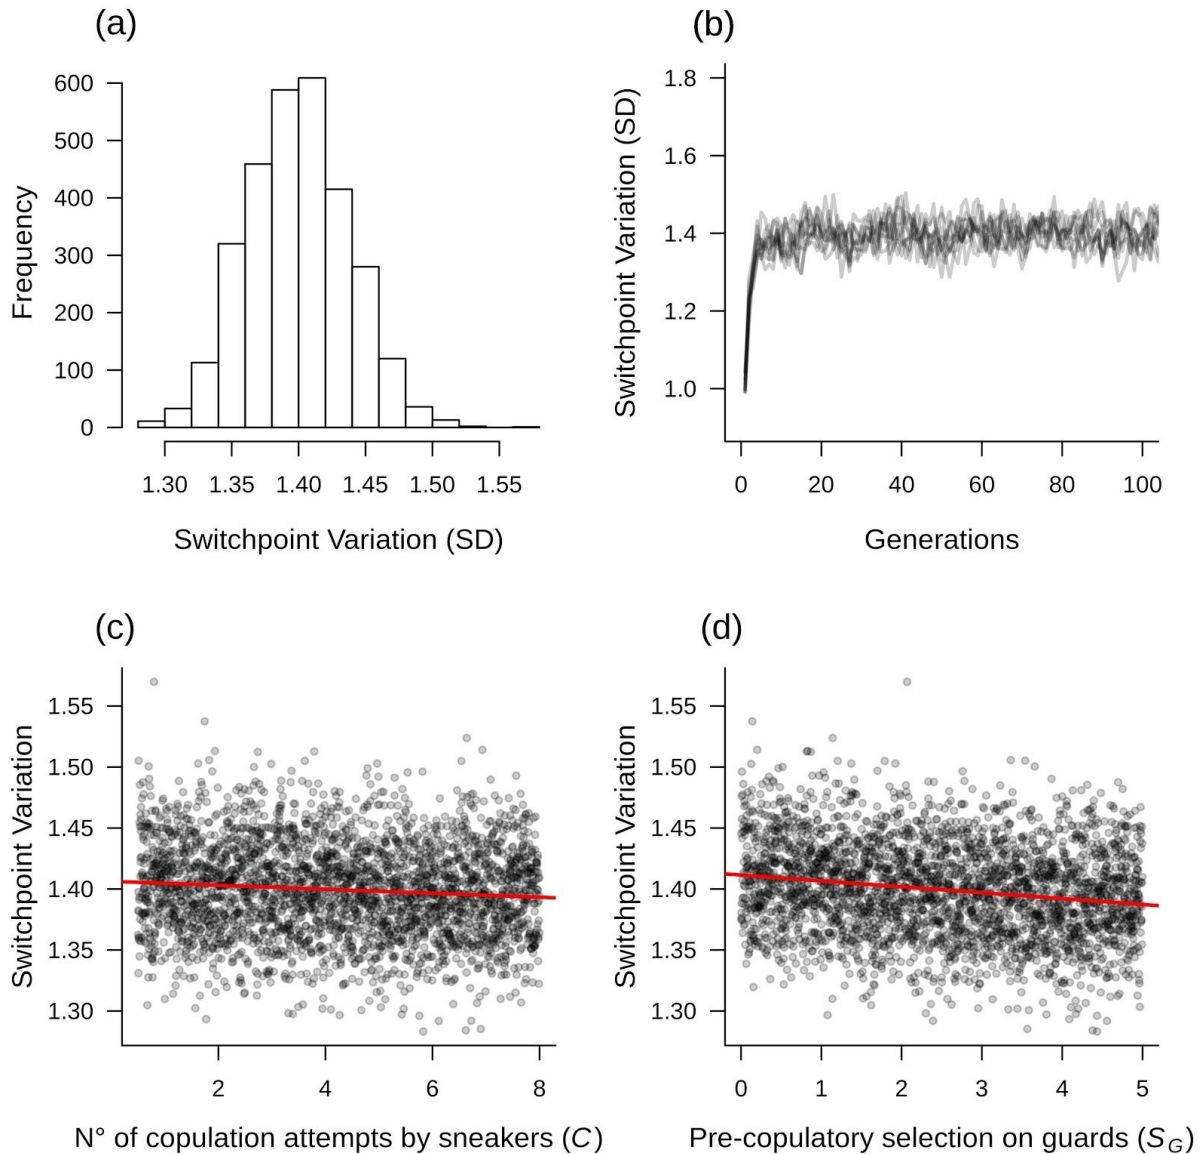 (a)
Frequency
600
500
400
300
200
100
0
1.30 1.35 1.40 1.45 1.50 1.55
Switchpoint Variation (SD)
(b)
Switchpoint Variation (SD)
1.8
1.6
1.4
1.2
1.0
0 20 40 60 80 100
Generations
(c)
Switchpoint Variation
1.55
1.50
1.45
1.40
1.35
1.30
2 4 6 8
N° of copulation attempts by sneakers (C)
(d)
Switchpoint Variation
1.55
1.50
1.45
1.40
1.35
1.30
0 1 2 3 4 5
Pre-copulatory selection on guards (S_G)